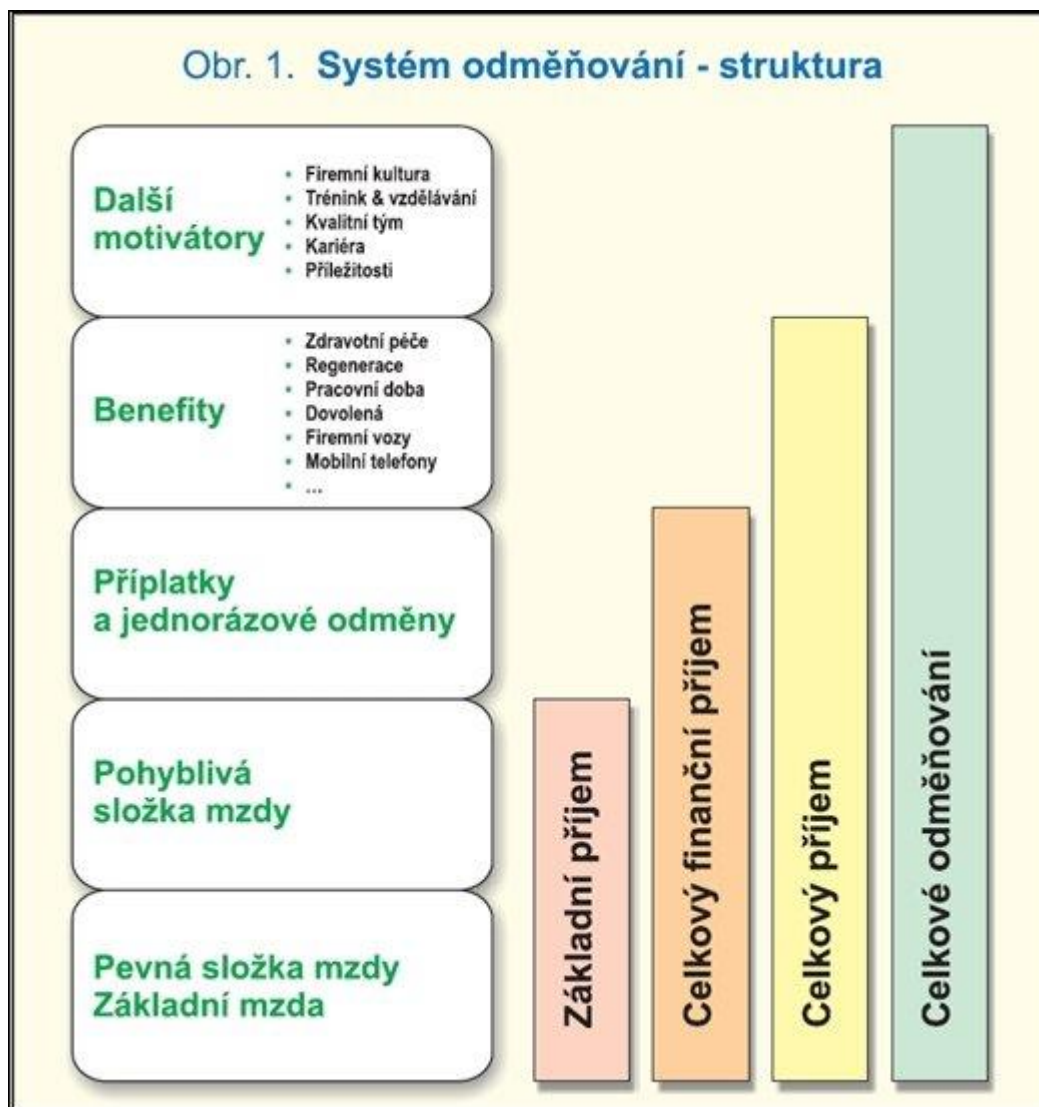 Obr. 1. Systém odměňování - struktura
Další
motivátory
• Firemní kultura
• Trénink & vzdělávání
• Kvalitní tým
• Kariéra
• Příležitosti
Benefity
• Zdravotní péče
• Regenerace
• Pracovní doba
• Dovolená
• Firemní vozy
• Mobilní telefony
• ...
Příplatky
a jednorázové odměny
Pohyblivá
složka mzdy
Pevná složka mzdy
Základní mzda
Základní příjem
Celkový finanční příjem
Celkový příjem
Celkové odměňování